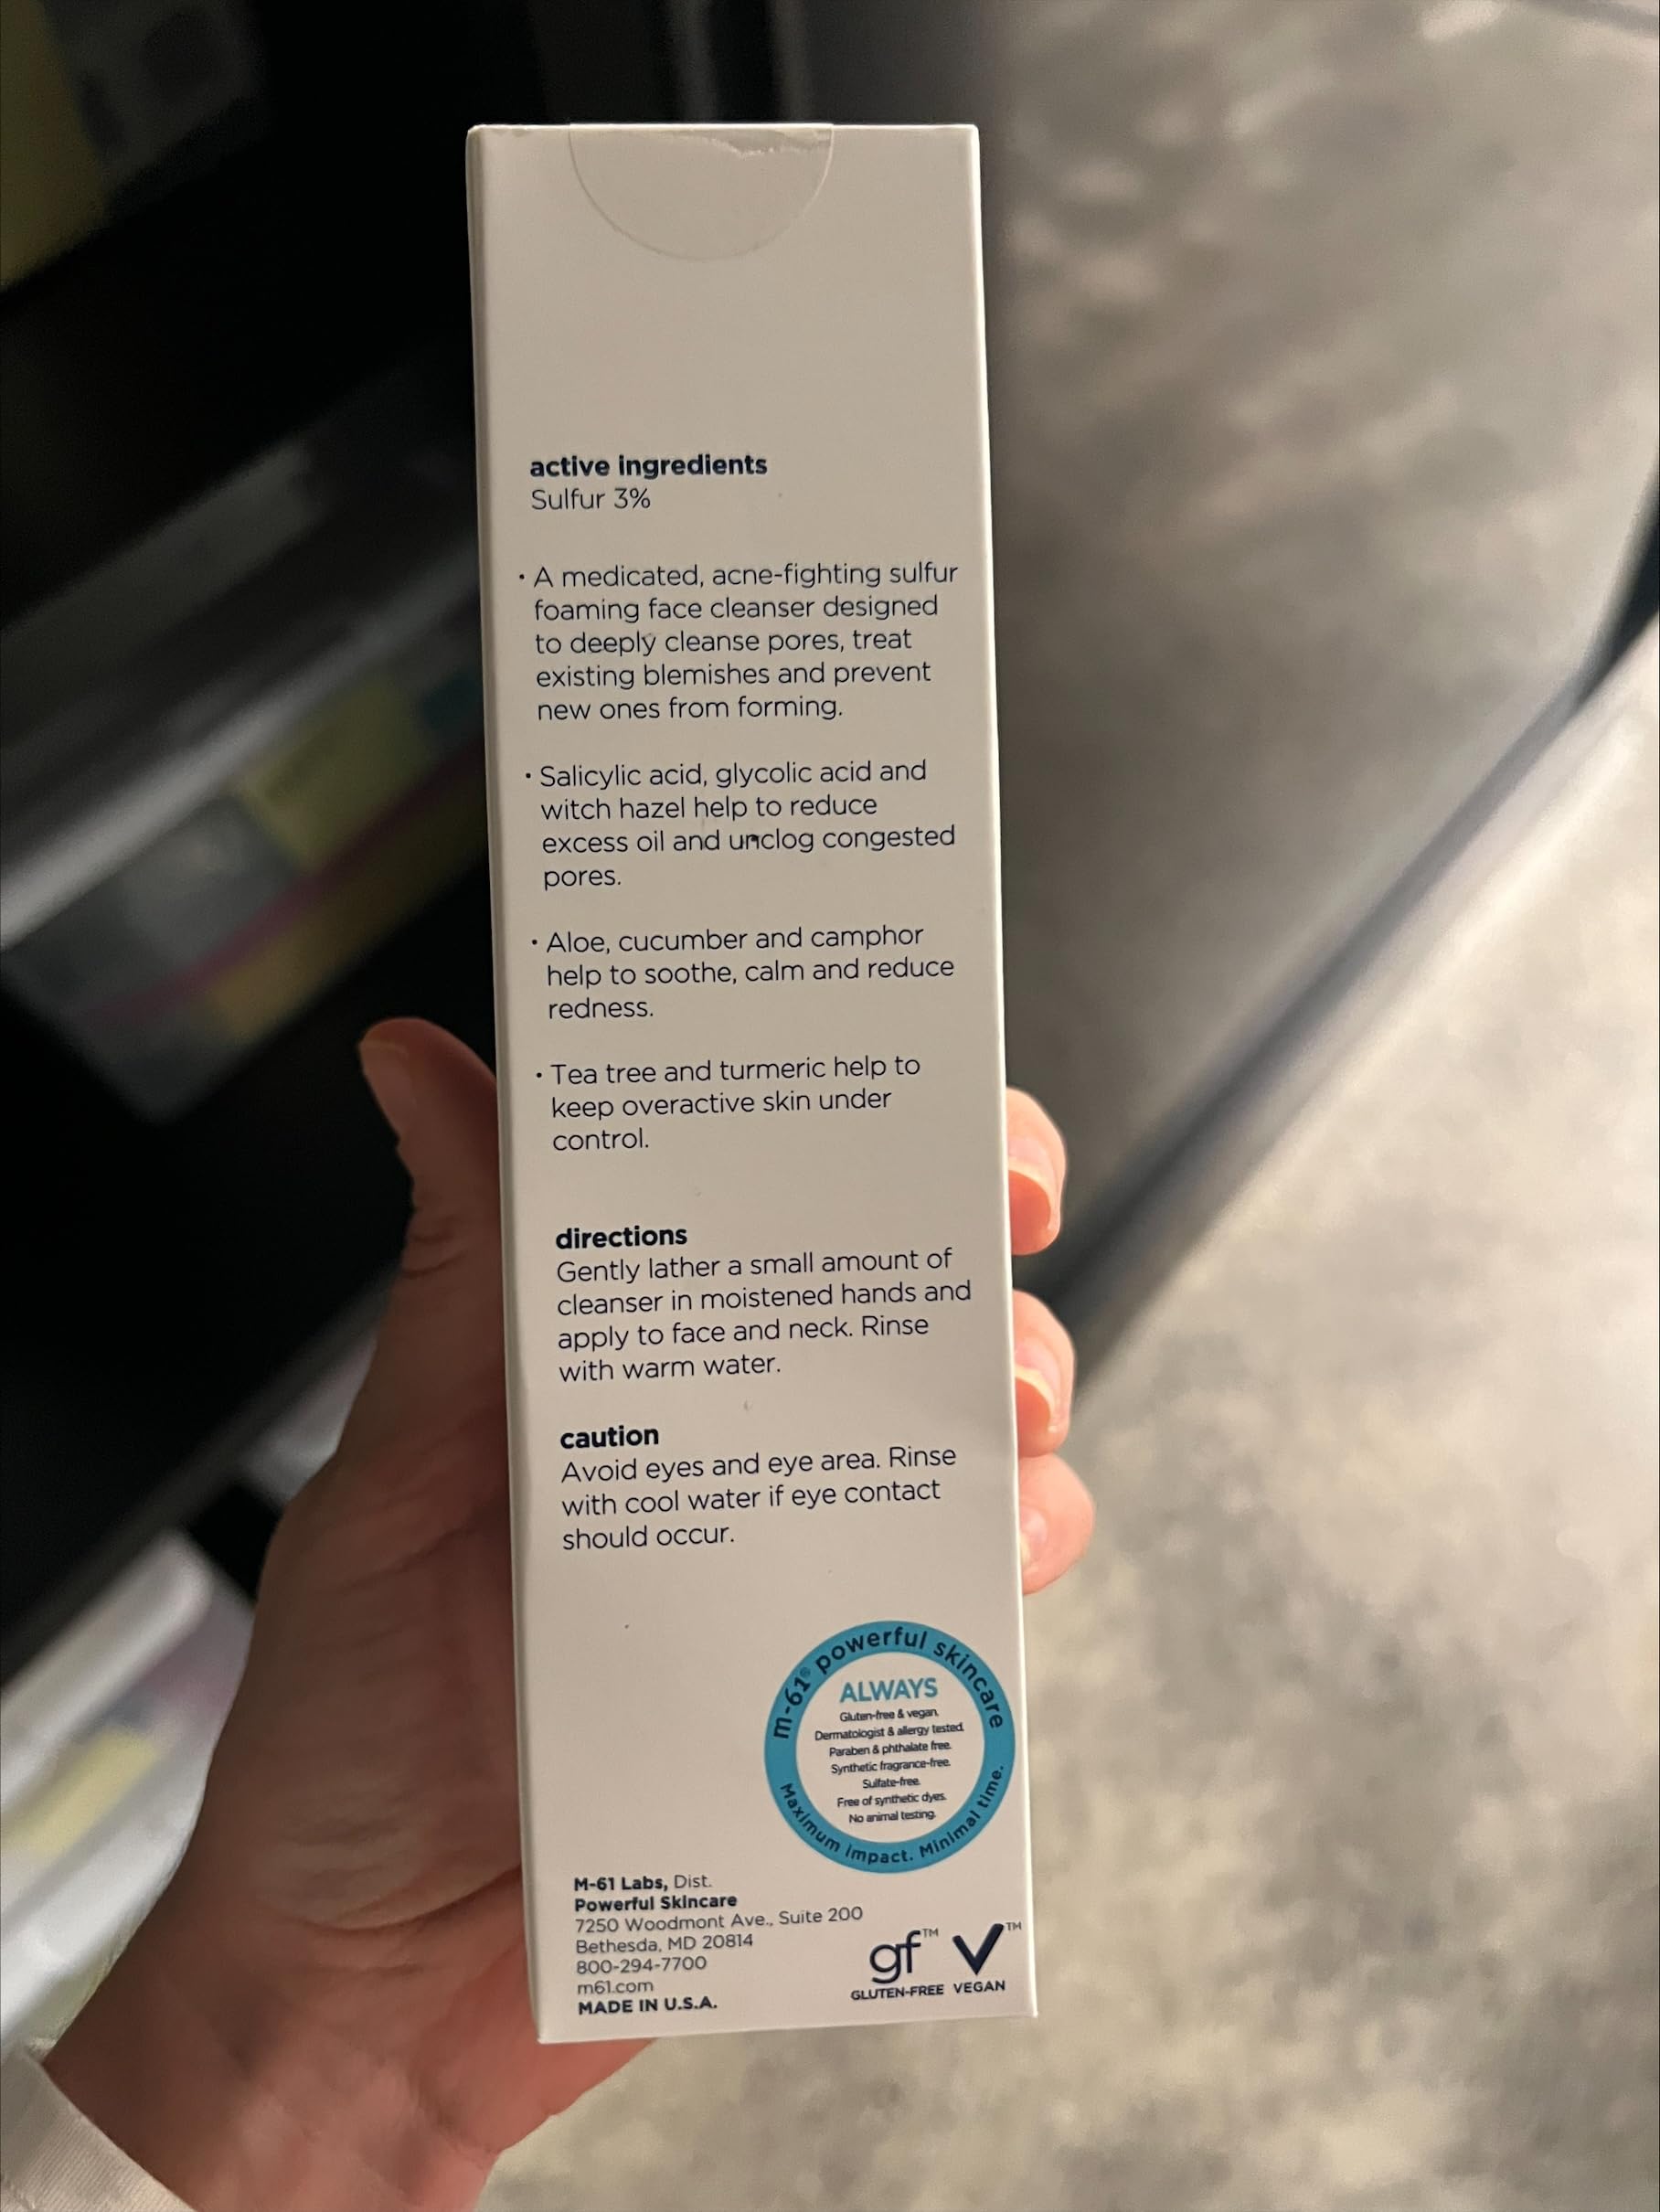 active ingredients
Sulfur 3%
· A medicated, acne-fighting sulfur
foaming face cleanser designed
to deeply cleanse pores, treat
existing blemishes and prevent
new ones from forming.
· Salicylic acid, glycolic acid and
witch hazel help to reduce
excess oil and unclog congested
pores.
· Aloe, cucumber and camphor
help to soothe, calm and reduce
redness.
· Tea tree and turmeric help to
keep overactive skin under
control.
directions
Gently lather a small amount of
cleanser in moistened hands and
apply to face and neck. Rinse
with warm water.
caution
Avoid eyes and eye area. Rinse
with cool water if eye contact
should occur.
m-61® powerful skincare
ALWAYS
Gluten-free & vegan.
Dermatologist & allergy tested.
Paraben & phthalate free.
Synthetic fragrance-free.
Sulfate-free.
Free of synthetic dyes.
No animal testing.
Maximum impact. Minimal time.
M-61 Labs, Dist.
Powerful Skincare
7250 Woodmont Ave., Suite 200
Bethesda, MD 20814
800-294-7700
m61.com
MADE IN U.S.A.
gf™ V™
GLUTEN-FREE VEGAN